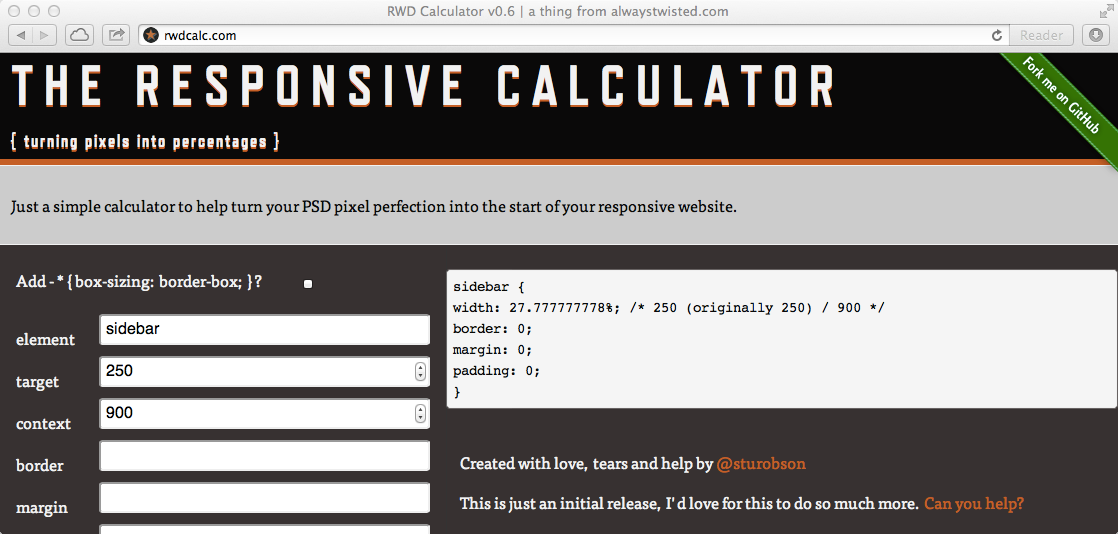 RWD Calculator v0.6 | a thing from alwaystwisted.com
rwdcalc.com
Reader
THE RESPONSIVE CALCULATOR
{ turning pixels into percentages }
Fork me on GitHub
Just a simple calculator to help turn your PSD pixel perfection into the start of your responsive website.
Add - * { box-sizing: border-box; } ?
element
sidebar
target
250
context
900
border
margin
sidebar {
width: 27.777777778%; /* 250 (originally 250) / 900 */
border: 0;
margin: 0;
padding: 0;
}
Created with love, tears and help by @sturobson
This is just an initial release, I'd love for this to do so much more. Can you help?